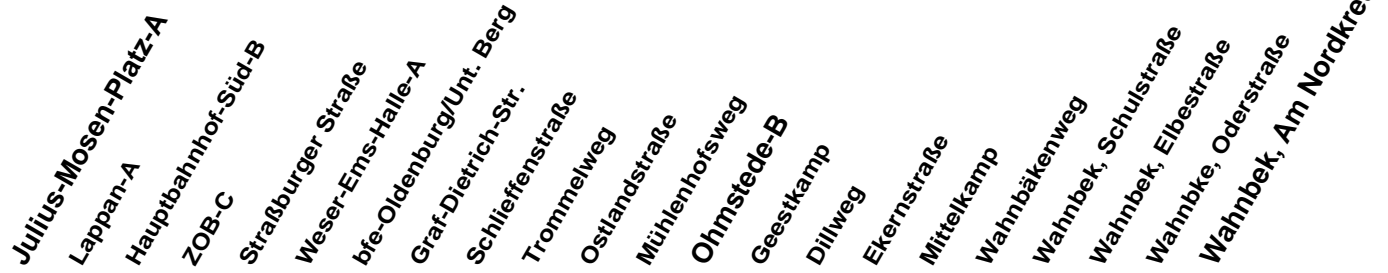 Julius-Mosen-Platz-A
Lappan-A
Hauptbahnhof-Süd-B
ZOB-C
Straßburger Straße
Weser-Ems-Halle-A
bfe-Oldenburg/Unt. Berg
Graf-Dietrich-Str.
Schlieffenstraße
Trommelweg
Ostlandstraße
Mühlenhofsweg
Ohmstede-B
Geestkamp
Dillweg
Ekernstraße
Mittelkamp
Wahnbäkenweg
Wahnbek, Schulstraße
Wahnbek, Elbestraße
Wahnbke, Oderstraße
Wahnbek, Am Nordkre